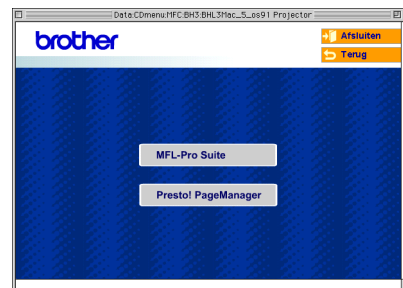 Data:CDmenu:MFC:BH3:BHL3Mac_5_os91 Projector
brother
Afsluiten
Terug
MFL-Pro Suite
Presto! PageManager